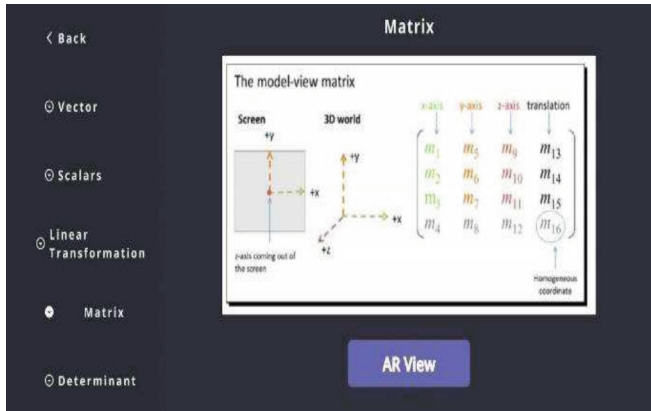 < Back
Matrix
Vector
Scalars
Linear
Transformation
Matrix
Determinant
The model-view matrix
Screen
3D world
+y
+x
z-axis coming out of
the screen
+y
+x
+z
x-axis y-axis z-axis translation
m1 m5 m9 m13
m2 m6 m10 m14
m3 m7 m11 m15
m4 m8 m12 m16
Homogeneous
coordinate
AR View